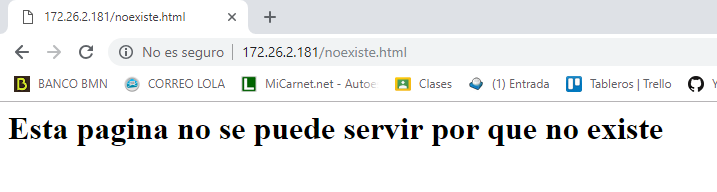 172.26.2.181/noexiste.html
No es seguro 172.26.2.181/noexiste.html
BANCO BMN CORREO LOLA MiCarnet.net - Autoe Clases (1) Entrada Tableros | Trello Y
Esta pagina no se puede servir por que no existe